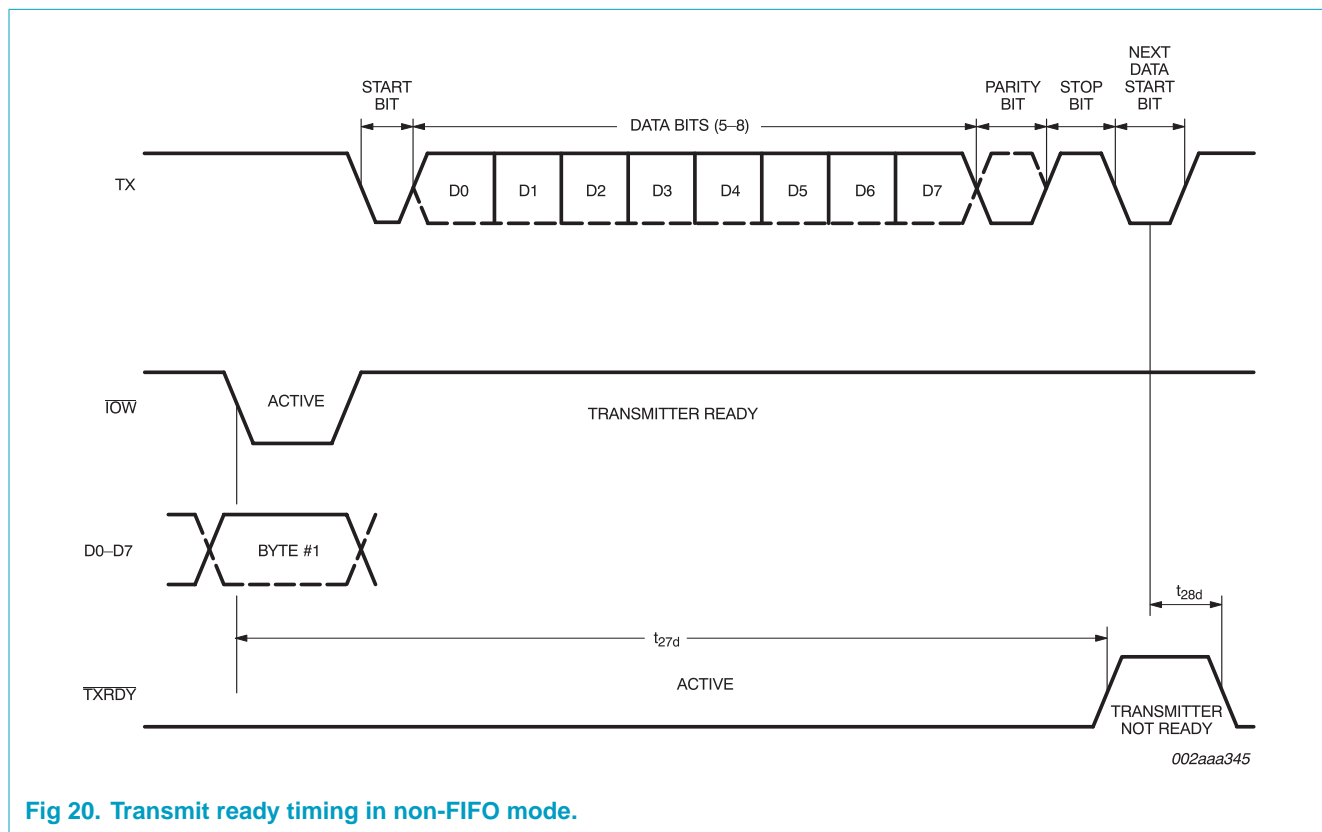 START
BIT
DATA BITS (5–8)
PARITY
BIT
STOP
BIT
NEXT
DATA
START
BIT
TX
D0
D1
D2
D3
D4
D5
D6
D7
IOW
ACTIVE
TRANSMITTER READY
D0–D7
BYTE #1
t28d
t27d
TXRDY
ACTIVE
TRANSMITTER
NOT READY
002aaa345
Fig 20. Transmit ready timing in non-FIFO mode.